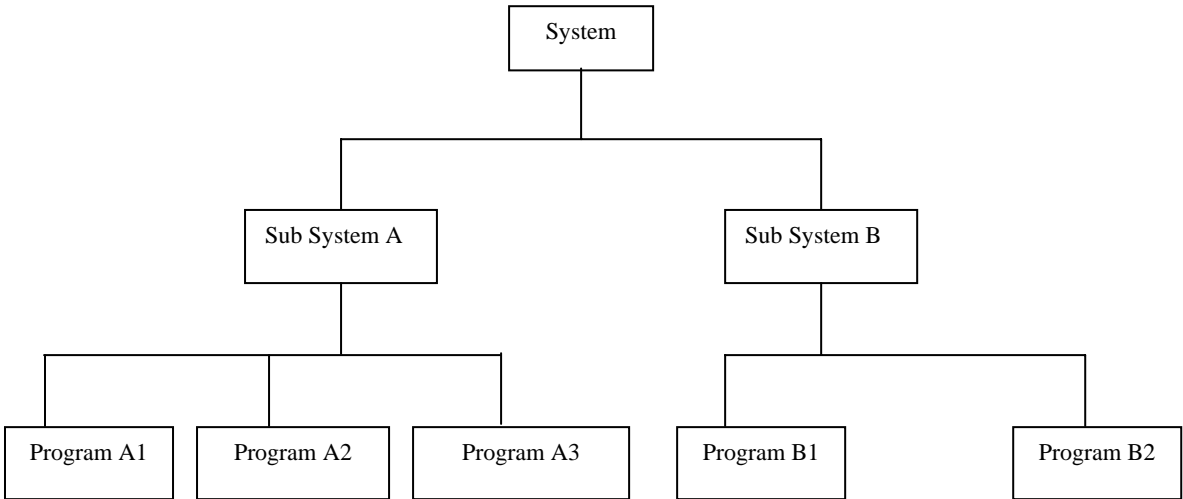 System
Sub System A
Sub System B
Program A1
Program A2
Program A3
Program B1
Program B2